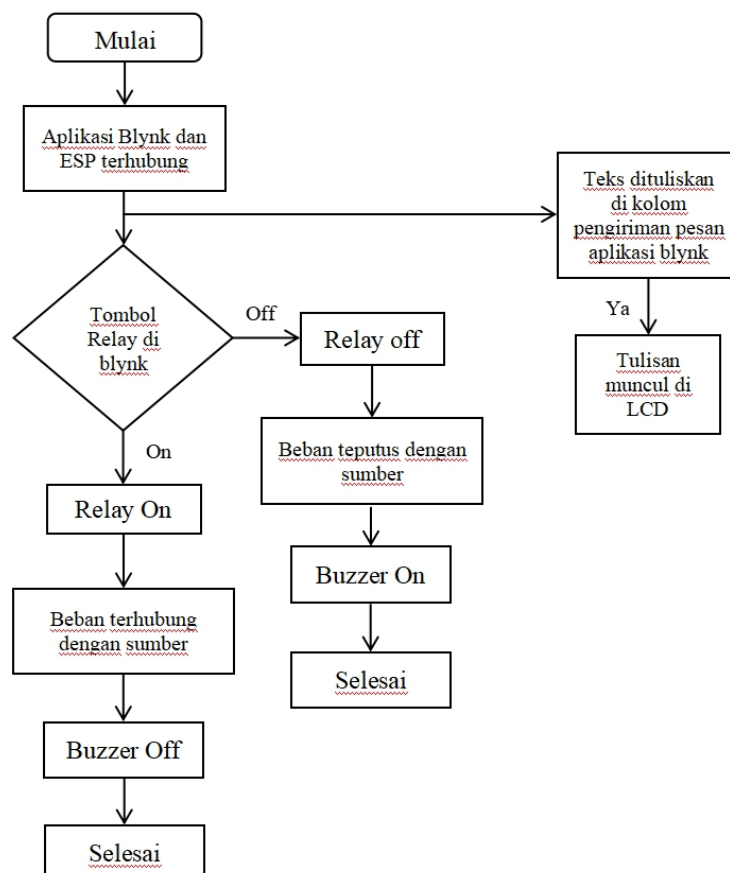 Mulai
Aplikasi Blynk dan
ESP terhubung
Teks dituliskan
di kolom
pengiriman pesan
aplikasi blynk
Ya
Tulisan
muncul di
LCD
Tombol
Relay di
blynk
Off
Relay off
Beban teputus dengan
sumber
Buzzer On
Selesai
On
Relay On
Beban terhubung
dengan sumber
Buzzer Off
Selesai